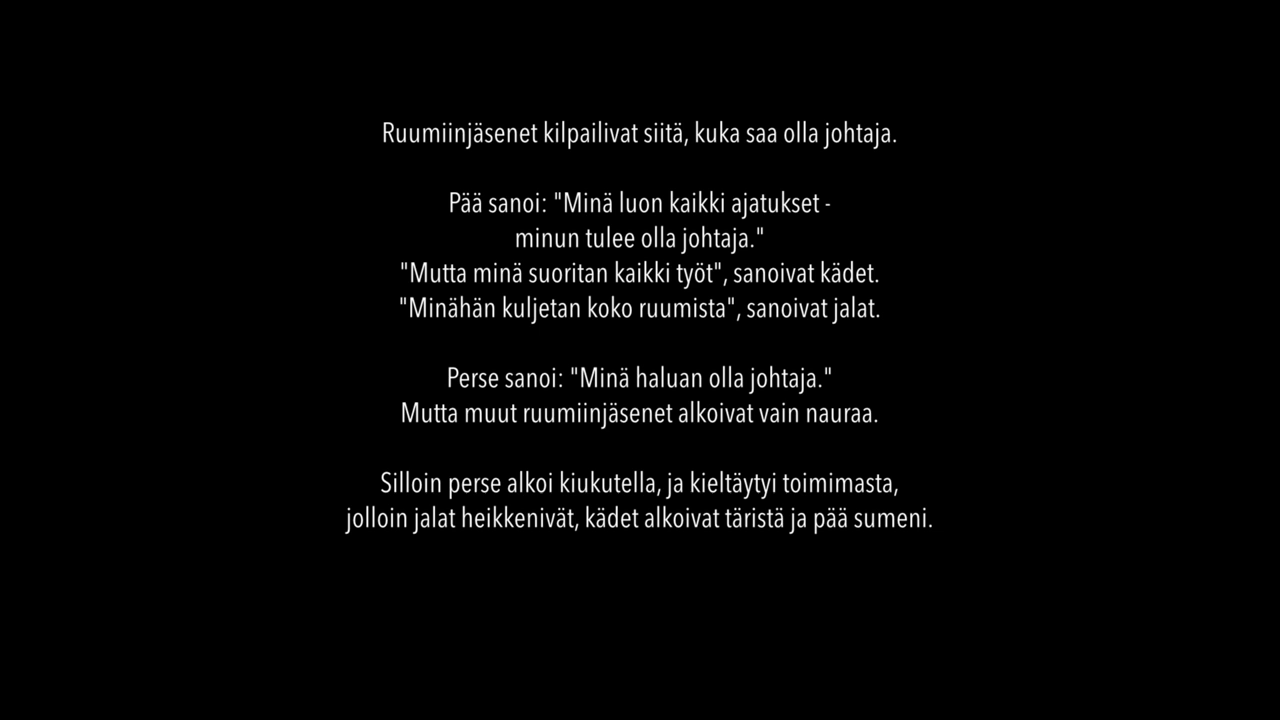 Ruumiinjäsenet kilpailivat siitä, kuka saa olla johtaja.
Pää sanoi: "Minä luon kaikki ajatukset -
minun tulee olla johtaja."
"Mutta minä suoritan kaikki työt", sanoivat kädet.
"Minähän kuljetan koko ruumista", sanoivat jalat.
Perse sanoi: "Minä haluan olla johtaja."
Mutta muut ruumiinjäsenet alkoivat vain nauraa.
Silloin perse alkoi kiukutella, ja kieltäytyi toimimasta,
jolloin jalat heikkenivät, kädet alkoivat täristä ja pää sumeni.